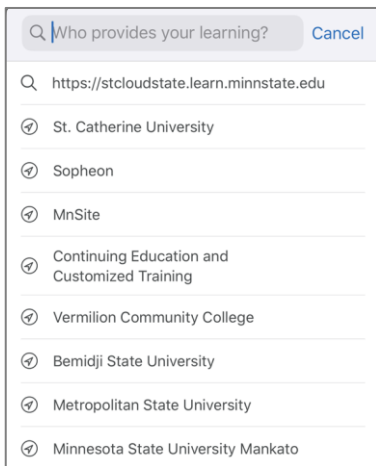 Who provides your learning?
Cancel
https://stcloudstate.learn.minnstate.edu
St. Catherine University
Sopheon
MnSite
Continuing Education and
Customized Training
Vermilion Community College
Bemidji State University
Metropolitan State University
Minnesota State University Mankato